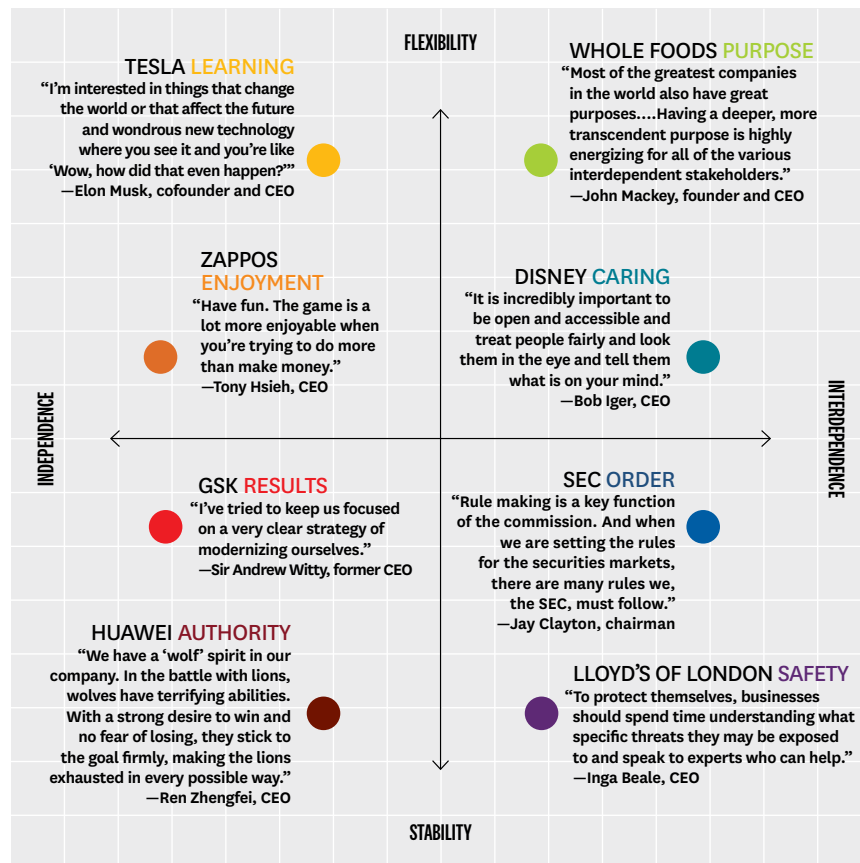 FLEXIBILITY
TESLA LEARNING
“I’m interested in things that change
the world or that affect the future
and wondrous new technology
where you see it and you’re like
‘Wow, how did that even happen?’”
—Elon Musk, cofounder and CEO
WHOLE FOODS PURPOSE
“Most of the greatest companies
in the world also have great
purposes....Having a deeper, more
transcendent purpose is highly
energizing for all of the various
interdependent stakeholders.”
—John Mackey, founder and CEO
ZAPPOS
ENJOYMENT
“Have fun. The game is a
lot more enjoyable when
you’re trying to do more
than make money.”
—Tony Hsieh, CEO
DISNEY CARING
“It is incredibly important to
be open and accessible and
treat people fairly and look
them in the eye and tell them
what is on your mind.”
—Bob Iger, CEO
INDEPENDENCE
INTERDEPENDENCE
GSK RESULTS
“I’ve tried to keep us focused
on a very clear strategy of
modernizing ourselves.”
—Sir Andrew Witty, former CEO
SEC ORDER
“Rule making is a key function
of the commission. And when
we are setting the rules
for the securities markets,
there are many rules we,
the SEC, must follow.”
—Jay Clayton, chairman
HUAWEI AUTHORITY
“We have a ‘wolf’ spirit in our
company. In the battle with lions,
wolves have terrifying abilities.
With a strong desire to win and
no fear of losing, they stick to
the goal firmly, making the lions
exhausted in every possible way.”
—Ren Zhengfei, CEO
LLOYD’S OF LONDON SAFETY
“To protect themselves, businesses
should spend time understanding what
specific threats they may be exposed
to and speak to experts who can help.”
—Inga Beale, CEO
STABILITY